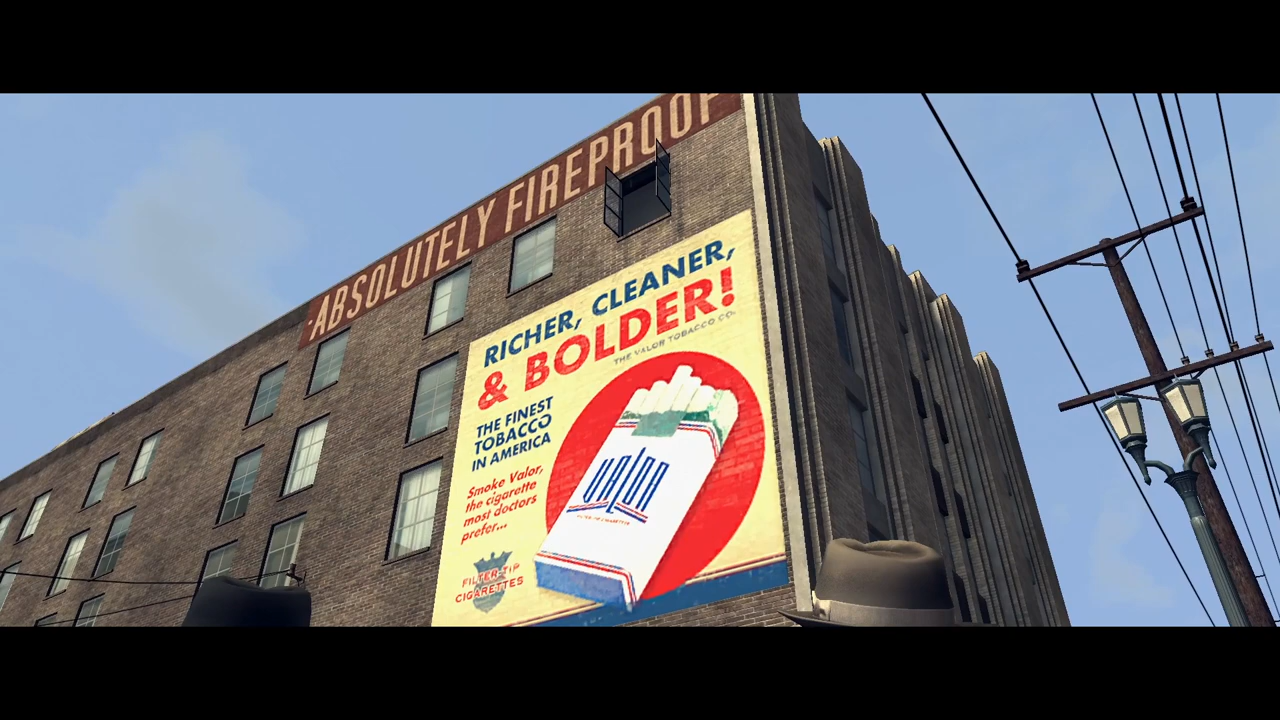 ·ABSOLUTELY FIREPROOF
RICHER, CLEANER,
& BOLDER!
THE VALOR TOBACCO CO.
THE FINEST
TOBACCO
IN AMERICA
Smoke Valor,
the cigarette
most doctors
prefer...
VALOR
FILTER-TIP
CIGARETTES